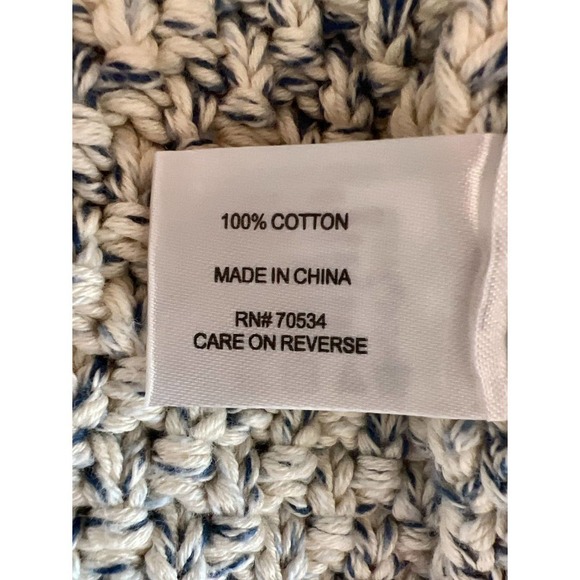 100% COTTON
MADE IN CHINA
RN# 70534
CARE ON REVERSE